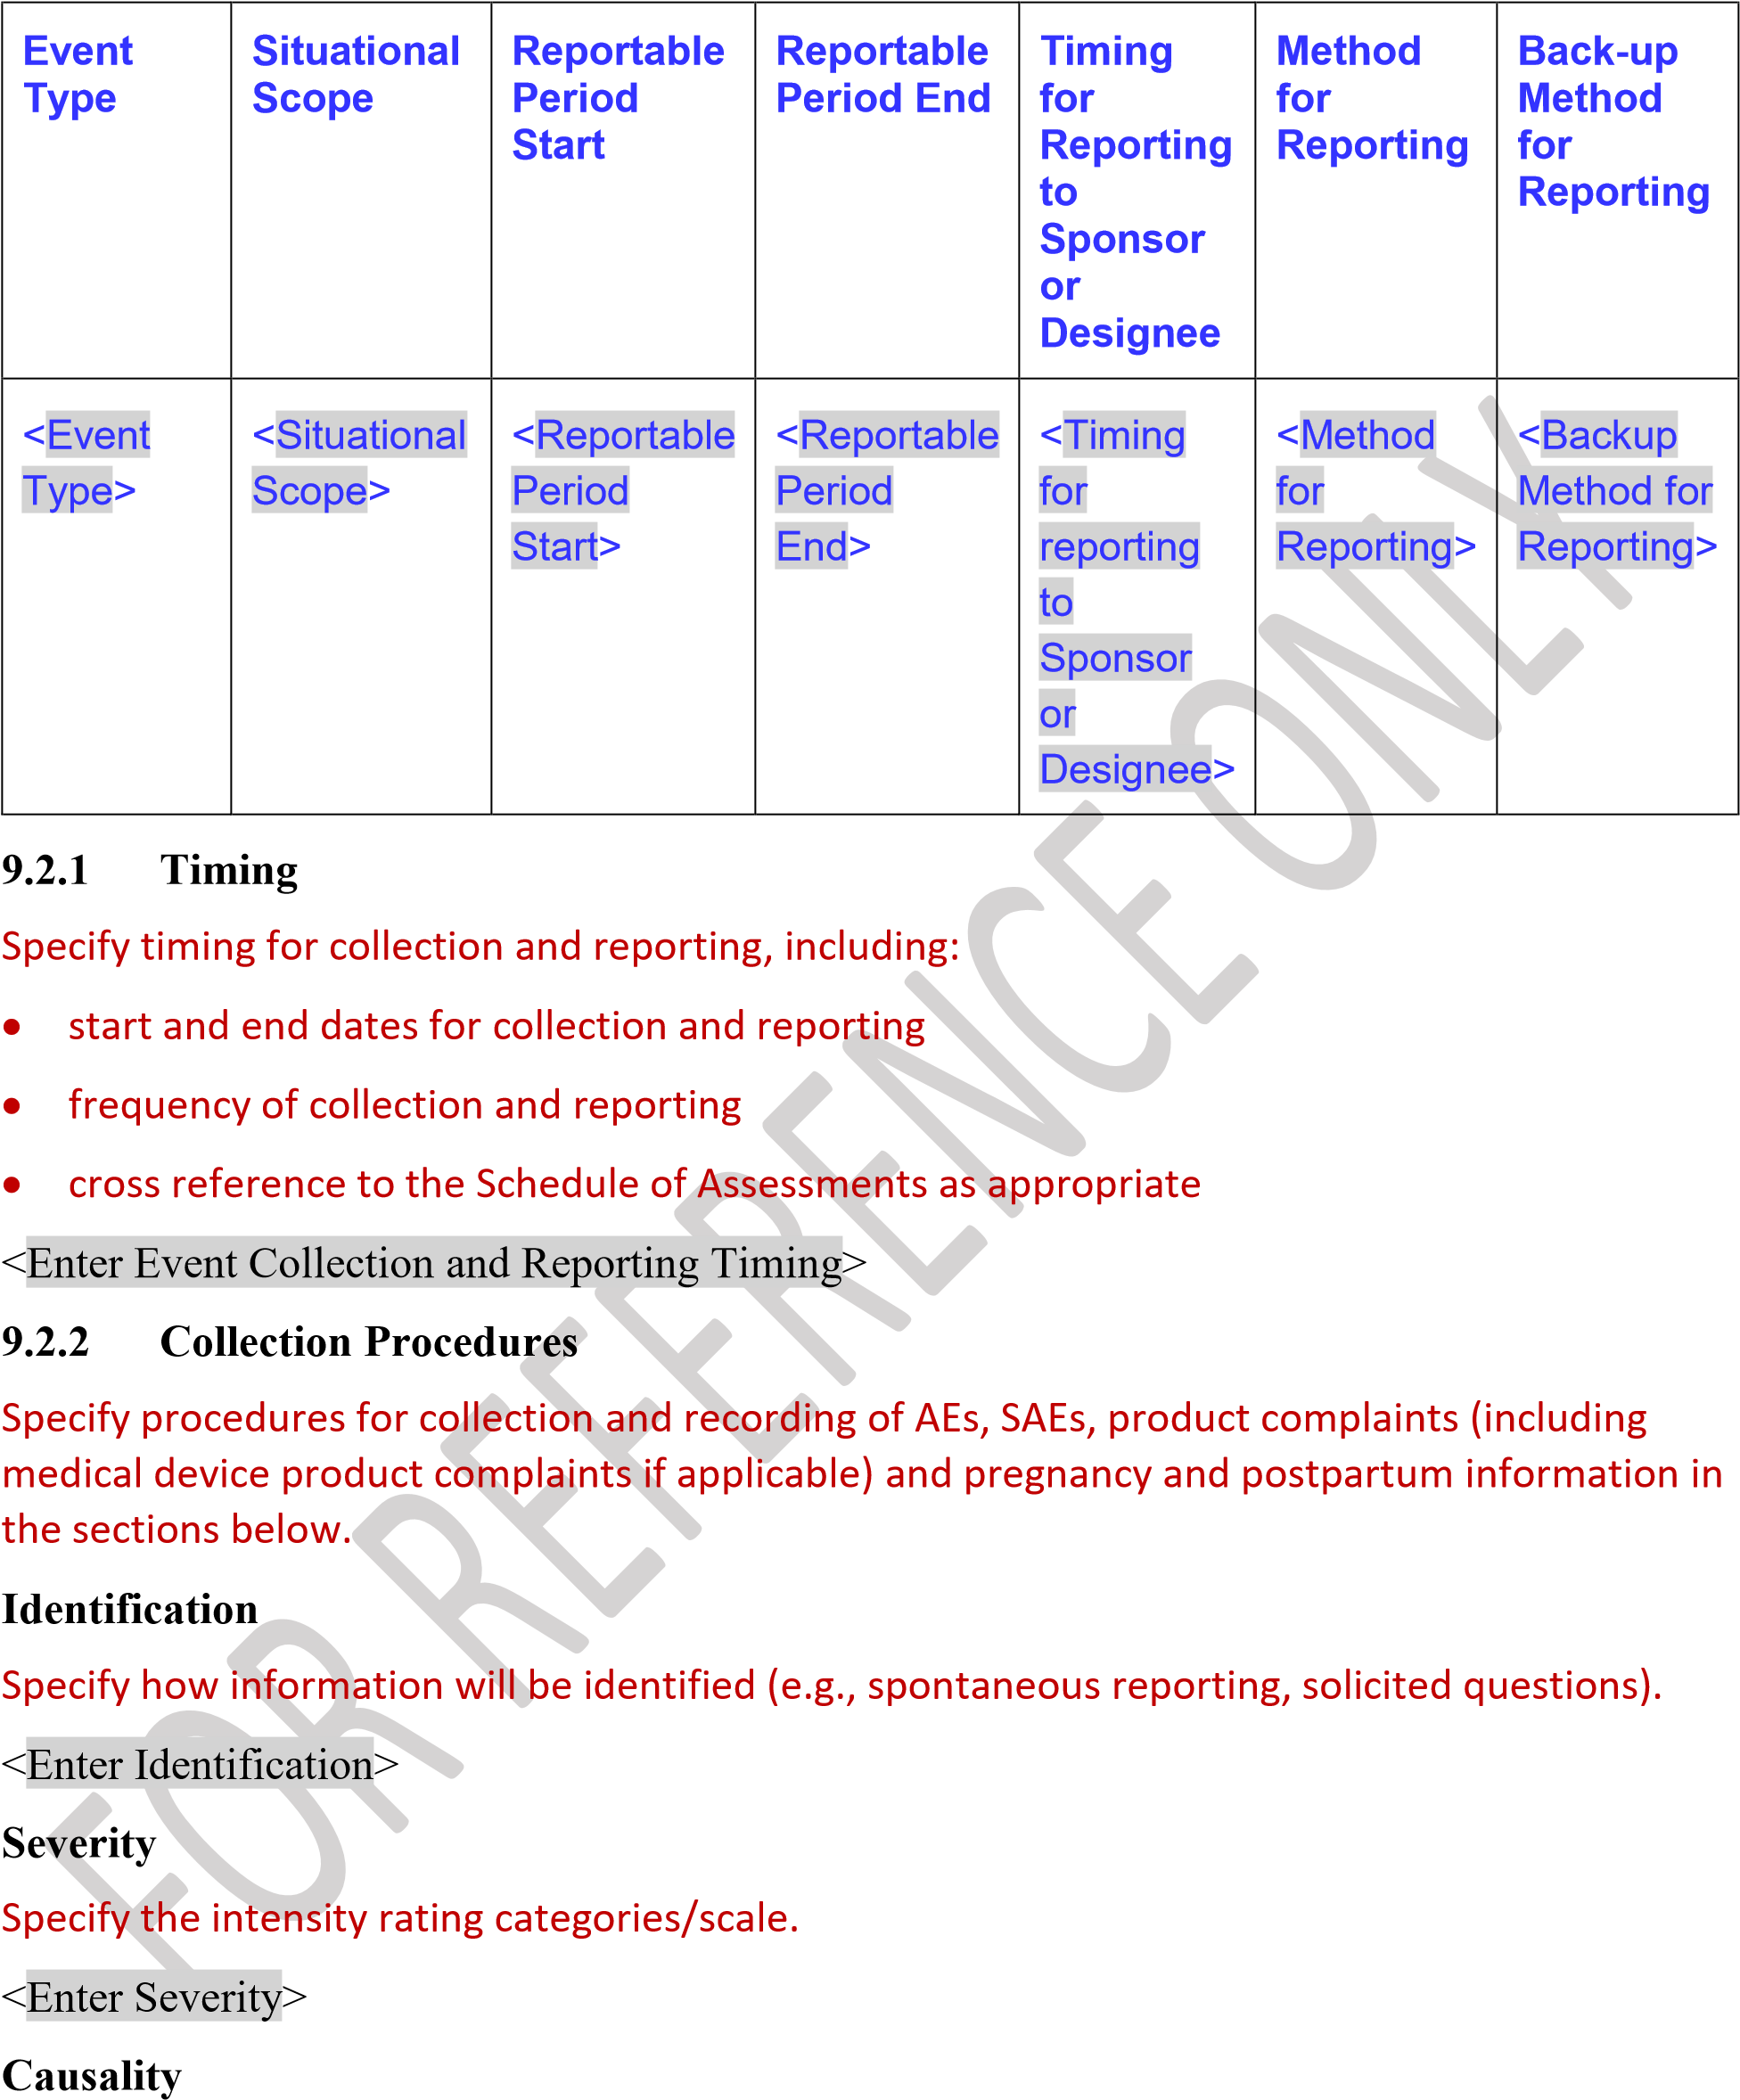 Event Type
Situational Scope
Reportable Period Start
Reportable Period End
Timing for Reporting to Sponsor or Designee
Method for Reporting
Back-up Method for Reporting
<Event Type>
<Situational Scope>
<Reportable Period Start>
<Reportable Period End>
<Timing for reporting to Sponsor or Designee>
<Method for Reporting>
<Backup Method for Reporting>
9.2.1 Timing
Specify timing for collection and reporting, including:
• start and end dates for collection and reporting
• frequency of collection and reporting
• cross reference to the Schedule of Assessments as appropriate
<Enter Event Collection and Reporting Timing>
9.2.2 Collection Procedures
Specify procedures for collection and recording of AEs, SAEs, product complaints (including
medical device product complaints if applicable) and pregnancy and postpartum information in
the sections below.
Identification
Specify how information will be identified (e.g., spontaneous reporting, solicited questions).
<Enter Identification>
Severity
Specify the intensity rating categories/scale.
<Enter Severity>
Causality
FOR REFERENCE ONLY